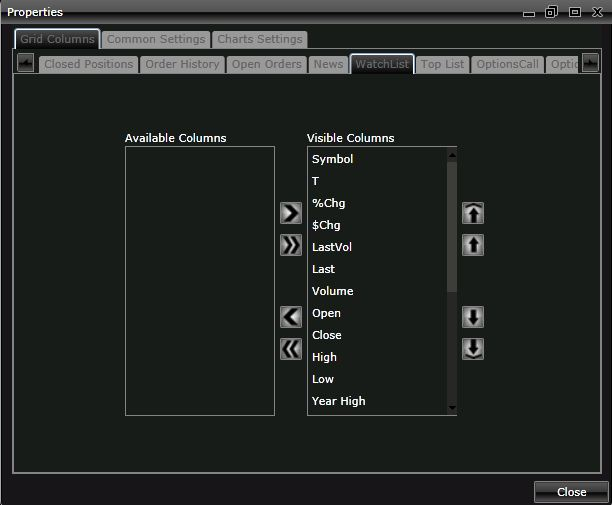 Properties
Grid Columns Common Settings Charts Settings
Closed Positions Order History Open Orders News WatchList Top List OptionsCall
Available Columns Visible Columns
Symbol
T
%Chg
$Chg
LastVol
Last
Volume
Open
Close
High
Low
Year High
Close